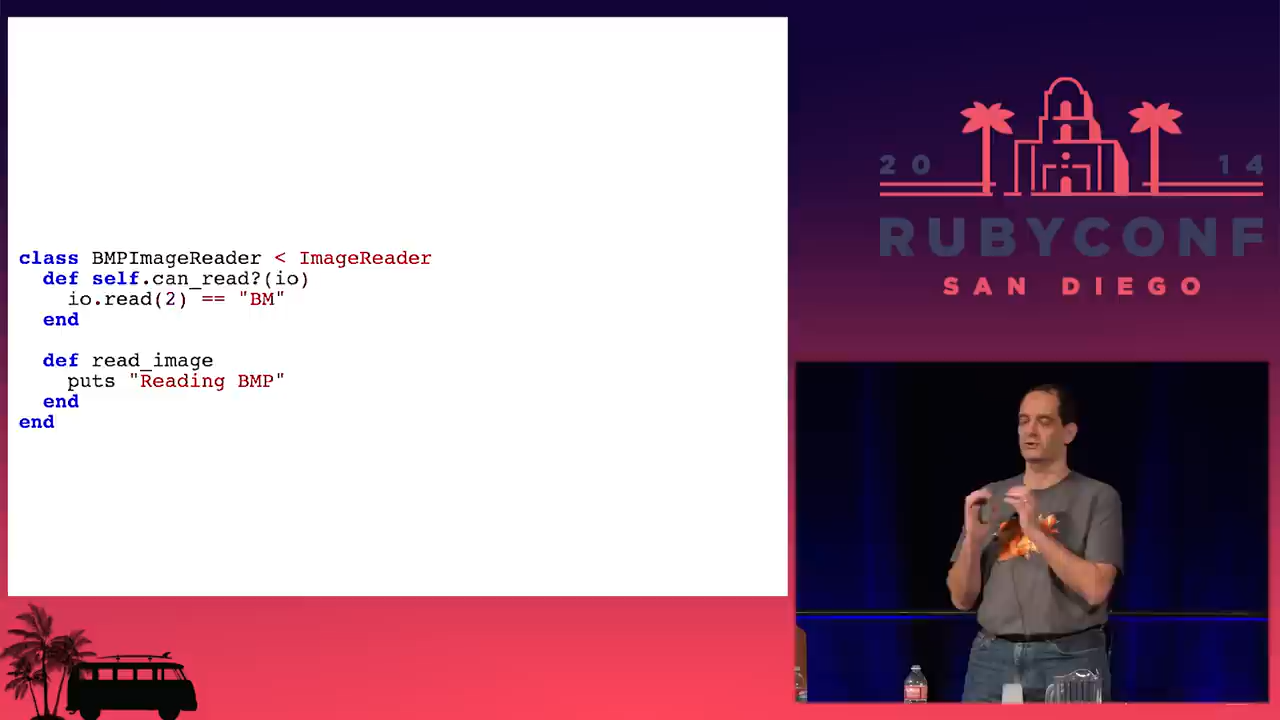 class BMPImageReader < ImageReader
  def self.can_read?(io)
    io.read(2) == "BM"
  end

  def read_image
    puts "Reading BMP"
  end
end
20 14
RUBYCONF
SAN DIEGO